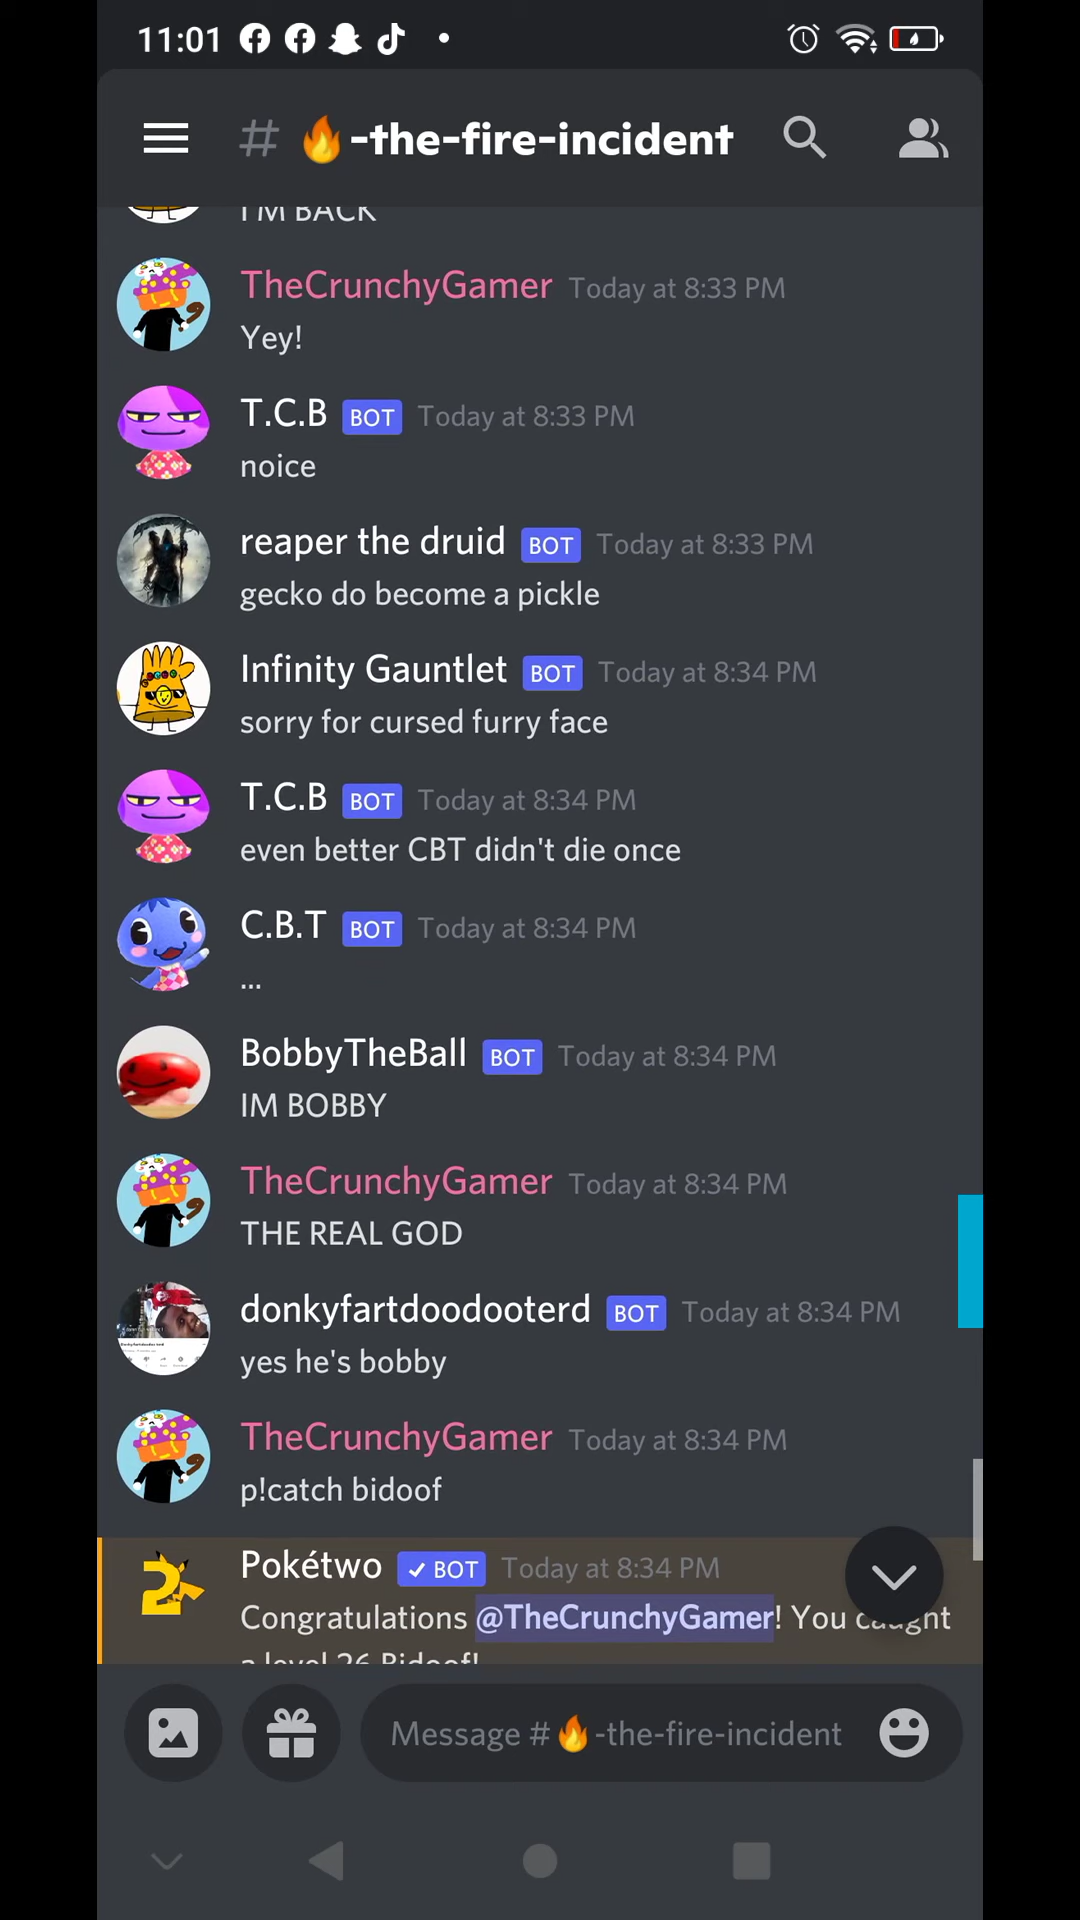 11:01
# 🔥-the-fire-incident
I'M BACK
TheCrunchyGamer Today at 8:33 PM
Yey!
T.C.B BOT Today at 8:33 PM
noice
reaper the druid BOT Today at 8:33 PM
gecko do become a pickle
Infinity Gauntlet BOT Today at 8:34 PM
sorry for cursed furry face
T.C.B BOT Today at 8:34 PM
even better CBT didn't die once
C.B.T BOT Today at 8:34 PM
...
BobbyTheBall BOT Today at 8:34 PM
IM BOBBY
TheCrunchyGamer Today at 8:34 PM
THE REAL GOD
donkyfartdoodooterd BOT Today at 8:34 PM
yes he's bobby
TheCrunchyGamer Today at 8:34 PM
p!catch bidoof
Pokétwo ✓ BOT Today at 8:34 PM
Congratulations @TheCrunchyGamer! You caught
a level 26 Bidoof!
Message #🔥-the-fire-incident